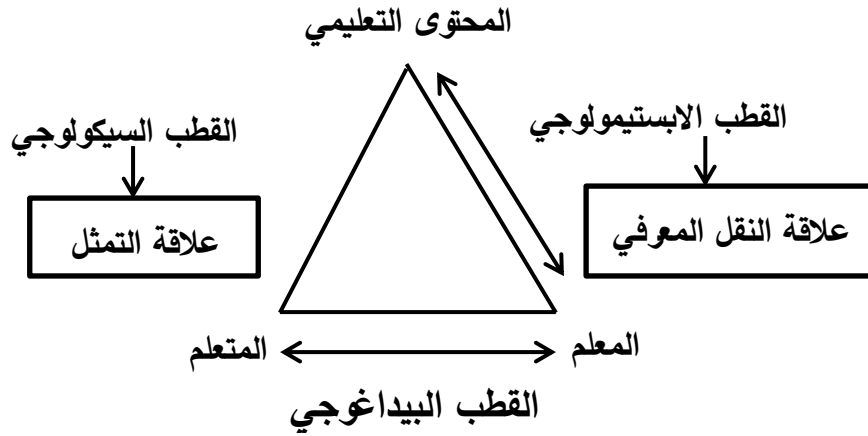 المحتوى التعليمي
القطب الابستيمولوجي
القطب السيكولوجي
علاقة النقل المعرفي
علاقة التمثل
المعلم
المتعلم
القطب البيداغوجي